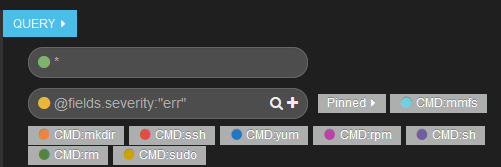 QUERY
*
@fields.severity:"err" Pinned CMD:mmfs
CMD:mkdir CMD:ssh CMD:yum CMD:rpm CMD:sh
CMD:rm CMD:sudo